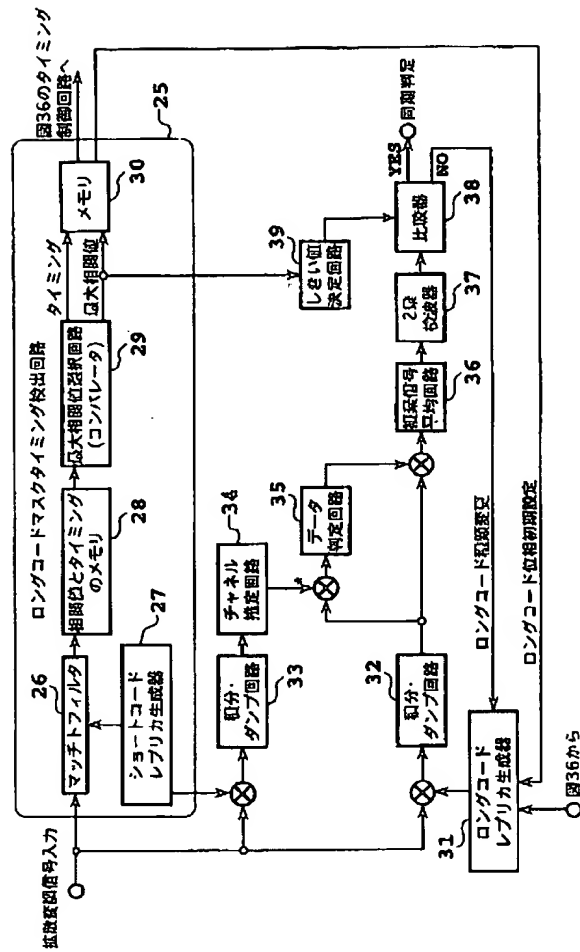 拡散変調信号入力
ロングコードマスクタイミング検出回路
25
26
マッチトフィルタ
27
ショートコード
レプリカ生成器
28
相関値とタイミング
のメモリ
29
最大相関値選択回路
(コンパレータ)
タイミング
最大相関値
30
メモリ
図36のタイミング
制御回路へ
33
積分・
ダンプ回路
34
チャネル
推定回路
*
35
データ
判定回路
39
しきい値
決定回路
31
ロングコード
レプリカ生成器
図36から
32
積分・
ダンプ回路
36
平均回路
37
2乗
検波器
38
比較器
YES
同期判定
NO
ロングコード種類変更
ロングコード位相初期設定